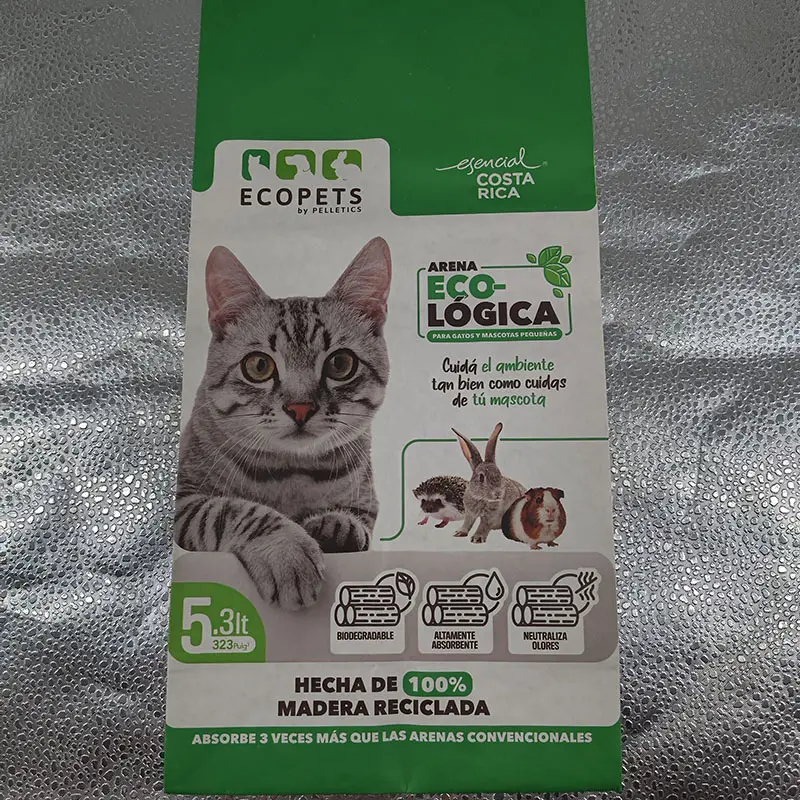 ECOPETS
by PELLETICS
esencial
COSTA
RICA
ARENA
ECO-
LÓGICA
PARA GATOS Y MASCOTAS PEQUEÑAS
Cuidá el ambiente
tan bien como cuidas
de tú mascota
5.3lt
323Pulg³
BIODEGRADABLE
ALTAMENTE
ABSORBENTE
NEUTRALIZA
OLORES
HECHA DE 100%
MADERA RECICLADA
ABSORBE 3 VECES MÁS QUE LAS ARENAS CONVENCIONALES